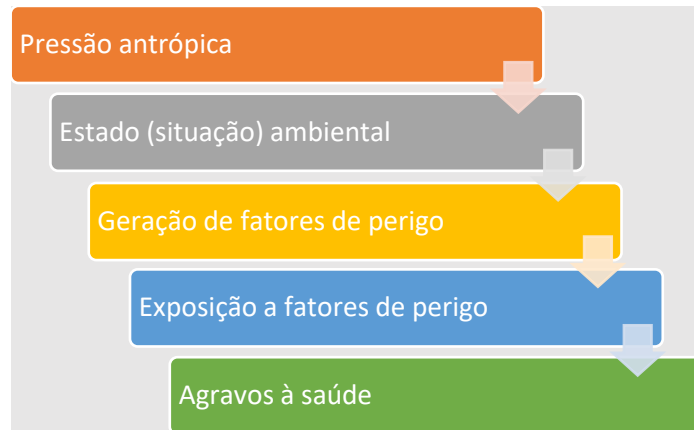 Pressão antrópica
Estado (situação) ambiental
Geração de fatores de perigo
Exposição a fatores de perigo
Agravos à saúde